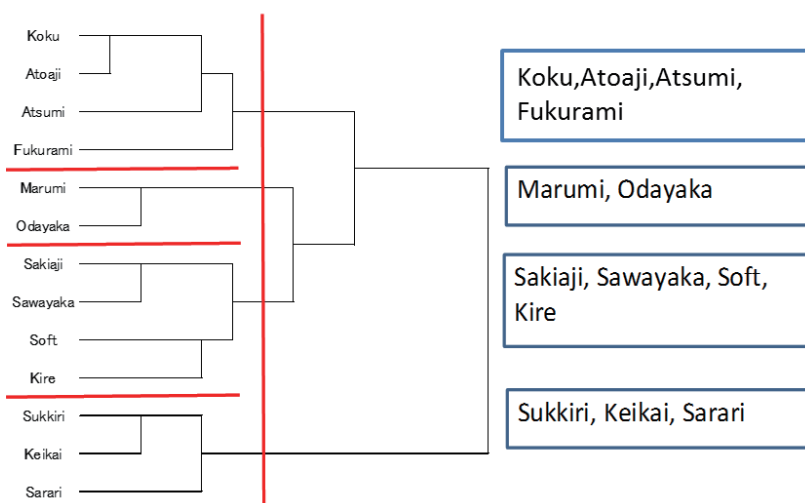 Koku
Atoaji
Atsumi
Fukurami
Marumi
Odayaka
Sakiaji
Sawayaka
Soft
Kire
Sukkiri
Keikai
Sarari
Koku,Atoaji,Atsumi,
Fukurami
Marumi, Odayaka
Sakiaji, Sawayaka, Soft,
Kire
Sukkiri, Keikai, Sarari